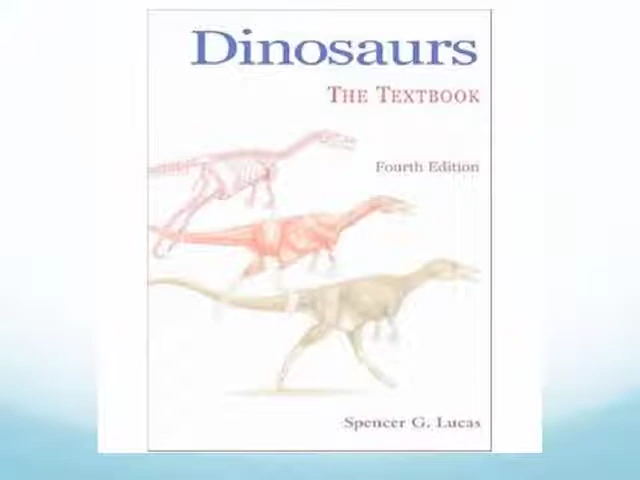 Dinosaurs
THE TEXTBOOK
Fourth Edition
Spencer G. Lucas